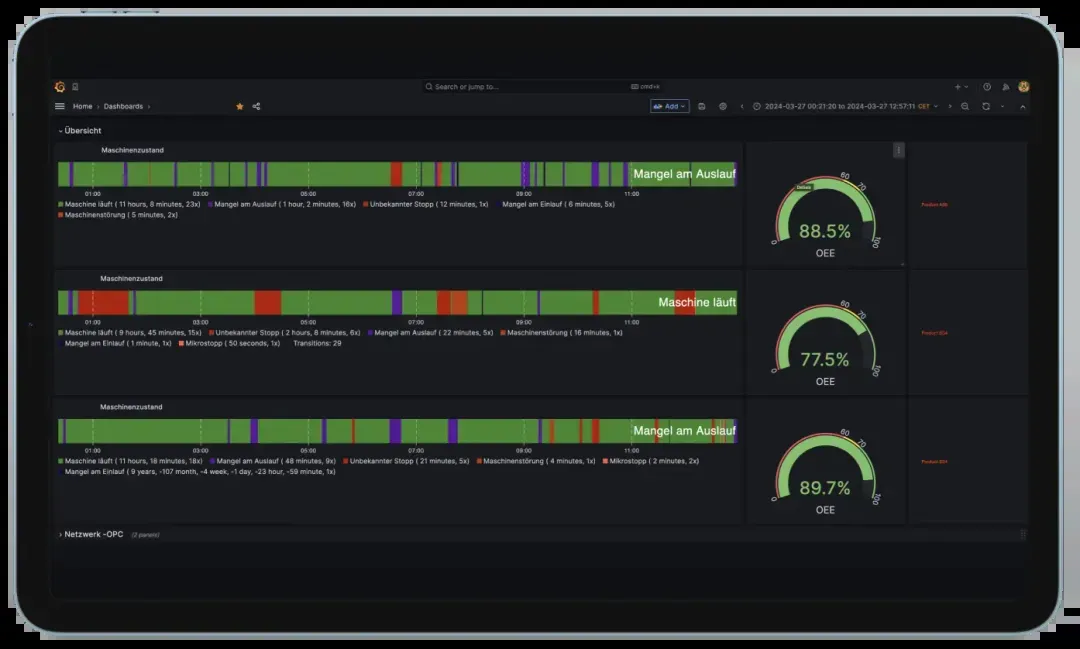 Search or jump to...
cmd+k
Home › Dashboards ›
Add
2024-03-27 00:21:20 to 2024-03-27 12:57:11 CET
Übersicht
Maschinenzustand
Mangel am Auslauf
01:00 03:00 05:00 07:00 09:00 11:00
Maschine läuft ( 11 hours, 8 minutes, 23x) Mangel am Auslauf ( 1 hour, 2 minutes, 16x) Unbekannter Stopp ( 12 minutes, 1x) Mangel am Einlauf ( 6 minutes, 5x)
Maschinenstörung ( 5 minutes, 2x)
0 60 70 100
88.5%
OEE
Maschinenzustand
Maschine läuft
01:00 03:00 05:00 07:00 09:00 11:00
Maschine läuft ( 9 hours, 45 minutes, 15x) Unbekannter Stopp ( 2 hours, 8 minutes, 6x) Mangel am Auslauf ( 22 minutes, 5x) Maschinenstörung ( 16 minutes, 1x)
Mangel am Einlauf ( 1 minute, 1x) Mikrostopp ( 50 seconds, 1x) Transitions: 29
0 60 70 100
77.5%
OEE
Maschinenzustand
Mangel am Auslauf
01:00 03:00 05:00 07:00 09:00 11:00
Maschine läuft ( 11 hours, 18 minutes, 18x) Mangel am Auslauf ( 48 minutes, 9x) Unbekannter Stopp ( 21 minutes, 5x) Maschinenstörung ( 4 minutes, 1x) Mikrostopp ( 2 minutes, 2x)
Mangel am Einlauf ( 9 years, -107 month, -4 week, -1 day, -23 hour, -59 minute, 1x)
0 60 70 100
89.7%
OEE
Netzwerk -OPC (2 panels)